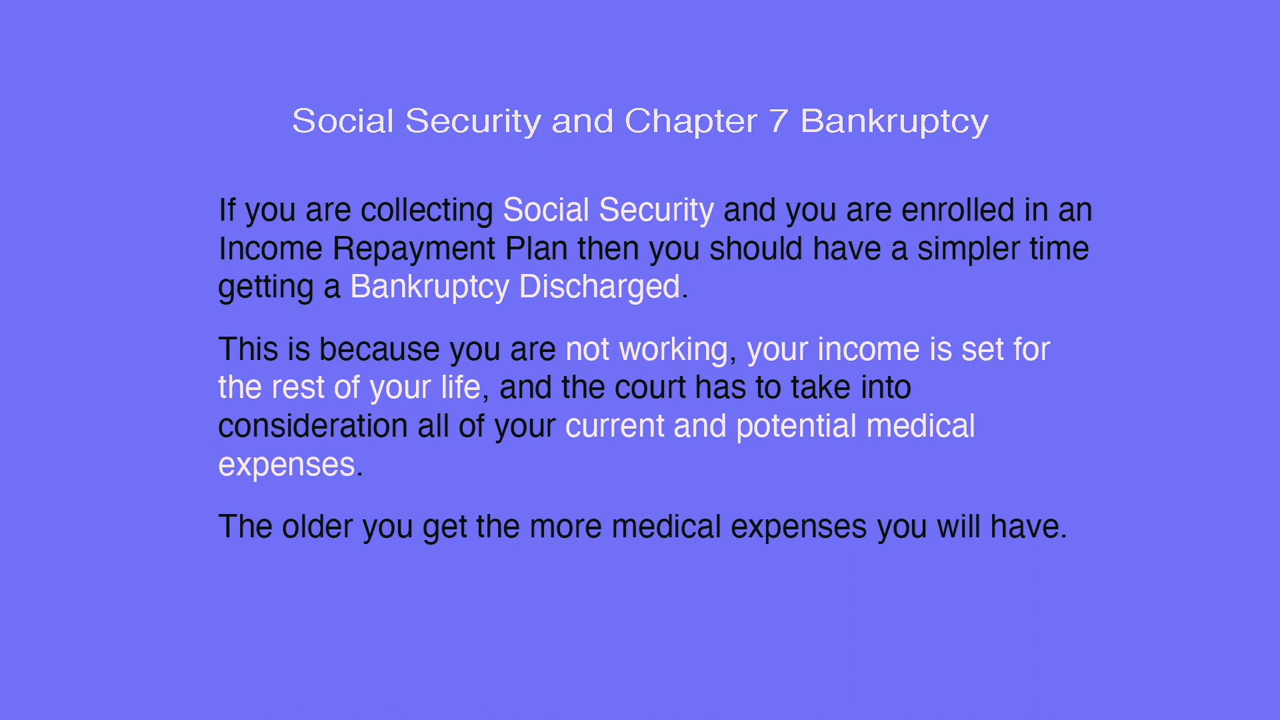 Social Security and Chapter 7 Bankruptcy
If you are collecting Social Security and you are enrolled in an
Income Repayment Plan then you should have a simpler time
getting a Bankruptcy Discharged.
This is because you are not working, your income is set for
the rest of your life, and the court has to take into
consideration all of your current and potential medical
expenses.
The older you get the more medical expenses you will have.